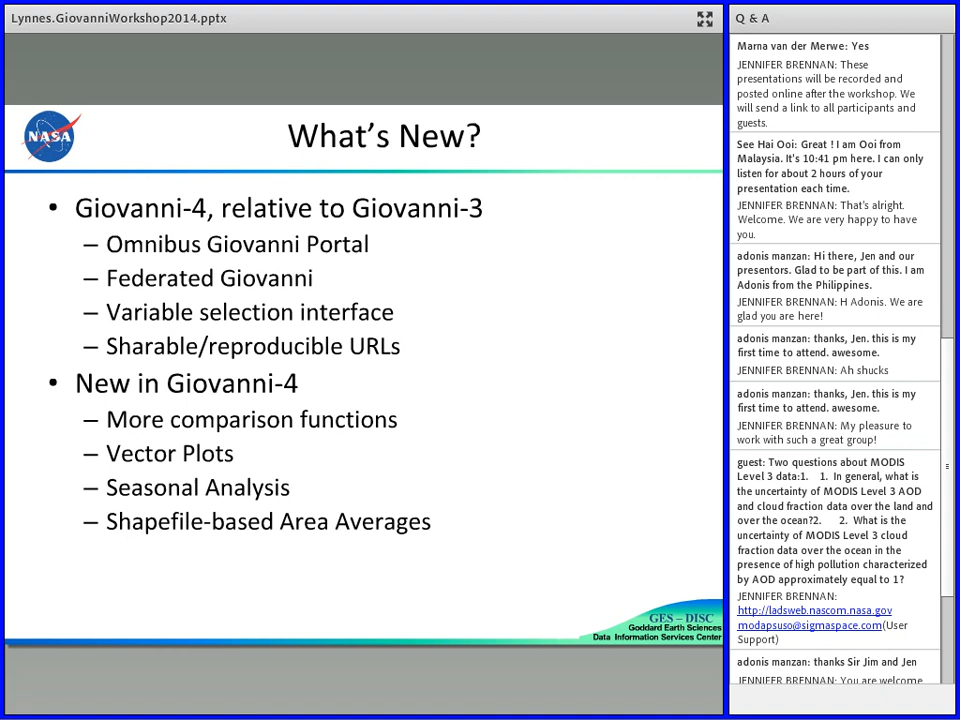 Lynnes.GiovanniWorkshop2014.pptx
NASA
What's New?
• Giovanni-4, relative to Giovanni-3
– Omnibus Giovanni Portal
– Federated Giovanni
– Variable selection interface
– Sharable/reproducible URLs
• New in Giovanni-4
– More comparison functions
– Vector Plots
– Seasonal Analysis
– Shapefile-based Area Averages
GES – DISC
Goddard Earth Sciences
Data Information Services Center
Q & A
Marna van der Merwe: Yes
JENNIFER BRENNAN: These
presentations will be recorded and
posted online after the workshop. We
will send a link to all participants and
guests.
See Hai Ooi: Great ! I am Ooi from
Malaysia. It's 10:41 pm here. I can only
listen for about 2 hours of your
presentation each time.
JENNIFER BRENNAN: That's alright.
Welcome. We are very happy to have
you.
adonis manzan: Hi there, Jen and our
presentors. Glad to be part of this. I am
Adonis from the Philippines.
JENNIFER BRENNAN: H Adonis. We are
glad you are here!
adonis manzan: thanks, Jen. this is my
first time to attend. awesome.
JENNIFER BRENNAN: Ah shucks
adonis manzan: thanks, Jen. this is my
first time to attend. awesome.
JENNIFER BRENNAN: My pleasure to
work with such a great group!
guest: Two questions about MODIS
Level 3 data:1. 1. In general, what is
the uncertainty of MODIS Level 3 AOD
and cloud fraction data over the land and
over the ocean?2. 2. What is the
uncertainty of MODIS Level 3 cloud
fraction data over the ocean in the
presence of high pollution characterized
by AOD approximately equal to 1?
JENNIFER BRENNAN:
http://ladsweb.nascom.nasa.gov
modapsuso@sigmaspace.com(User
Support)
adonis manzan: thanks Sir Jim and Jen
JENNIFER BRENNAN: You are welcome